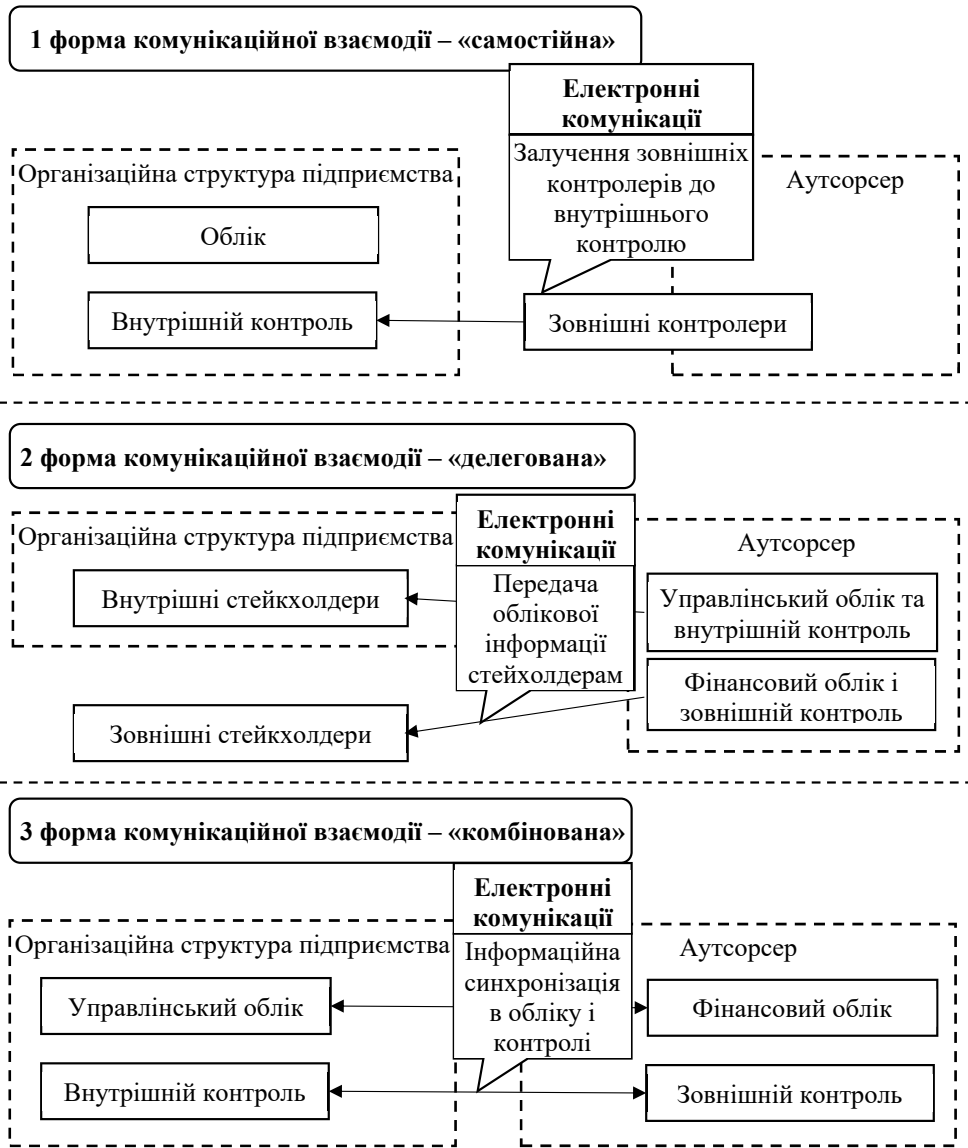 1 форма комунікаційної взаємодії – «самостійна»
Електронні
комунікації
Залучення зовнішніх
контролерів до
внутрішнього
контролю
Організаційна структура підприємства
Аутсорсер
Облік
Внутрішній контроль
Зовнішні контролери
2 форма комунікаційної взаємодії – «делегована»
Електронні
комунікації
Передача
облікової
інформації
стейхолдерам
Організаційна структура підприємства
Аутсорсер
Внутрішні стейкхолдери
Управлінський облік та
внутрішній контроль
Фінансовий облік і
зовнішній контроль
Зовнішні стейкхолдери
3 форма комунікаційної взаємодії – «комбінована»
Електронні
комунікації
Інформаційна
синхронізація
в обліку і
контролі
Організаційна структура підприємства
Аутсорсер
Управлінський облік
Фінансовий облік
Внутрішній контроль
Зовнішній контроль